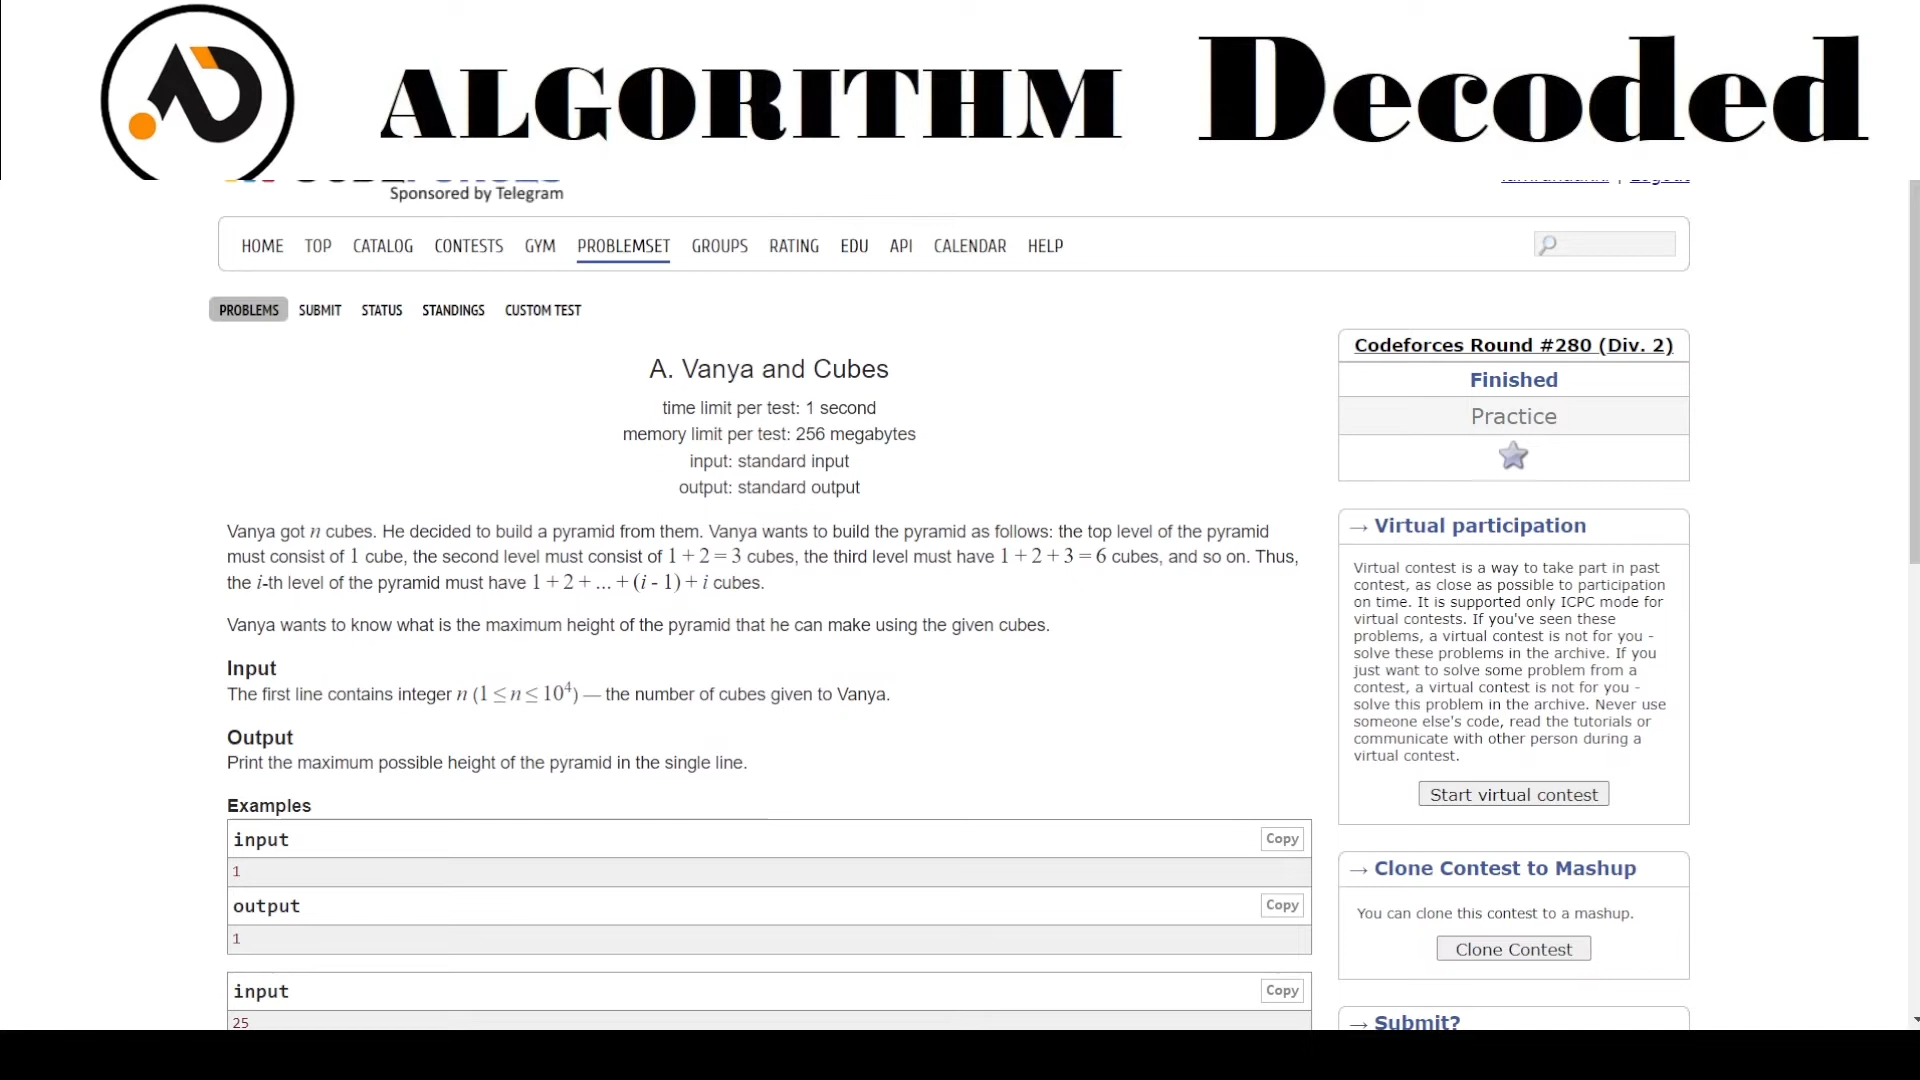 ALGORITHM Decoded
Sponsored by Telegram
HOME TOP CATALOG CONTESTS GYM PROBLEMSET GROUPS RATING EDU API CALENDAR HELP
PROBLEMS SUBMIT STATUS STANDINGS CUSTOM TEST
A. Vanya and Cubes
time limit per test: 1 second
memory limit per test: 256 megabytes
input: standard input
output: standard output
Vanya got n cubes. He decided to build a pyramid from them. Vanya wants to build the pyramid as follows: the top level of the pyramid
must consist of 1 cube, the second level must consist of 1 + 2 = 3 cubes, the third level must have 1 + 2 + 3 = 6 cubes, and so on. Thus,
the i-th level of the pyramid must have 1 + 2 + ... + (i - 1) + i cubes.
Vanya wants to know what is the maximum height of the pyramid that he can make using the given cubes.
Input
The first line contains integer n (1 ≤ n ≤ 10⁴) — the number of cubes given to Vanya.
Output
Print the maximum possible height of the pyramid in the single line.
Examples
input Copy
1
output Copy
1
input Copy
25
Codeforces Round #280 (Div. 2)
Finished
Practice
→ Virtual participation
Virtual contest is a way to take part in past
contest, as close as possible to participation
on time. It is supported only ICPC mode for
virtual contests. If you've seen these
problems, a virtual contest is not for you -
solve these problems in the archive. If you
just want to solve some problem from a
contest, a virtual contest is not for you -
solve this problem in the archive. Never use
someone else's code, read the tutorials or
communicate with other person during a
virtual contest.
Start virtual contest
→ Clone Contest to Mashup
You can clone this contest to a mashup.
Clone Contest
→ Submit?